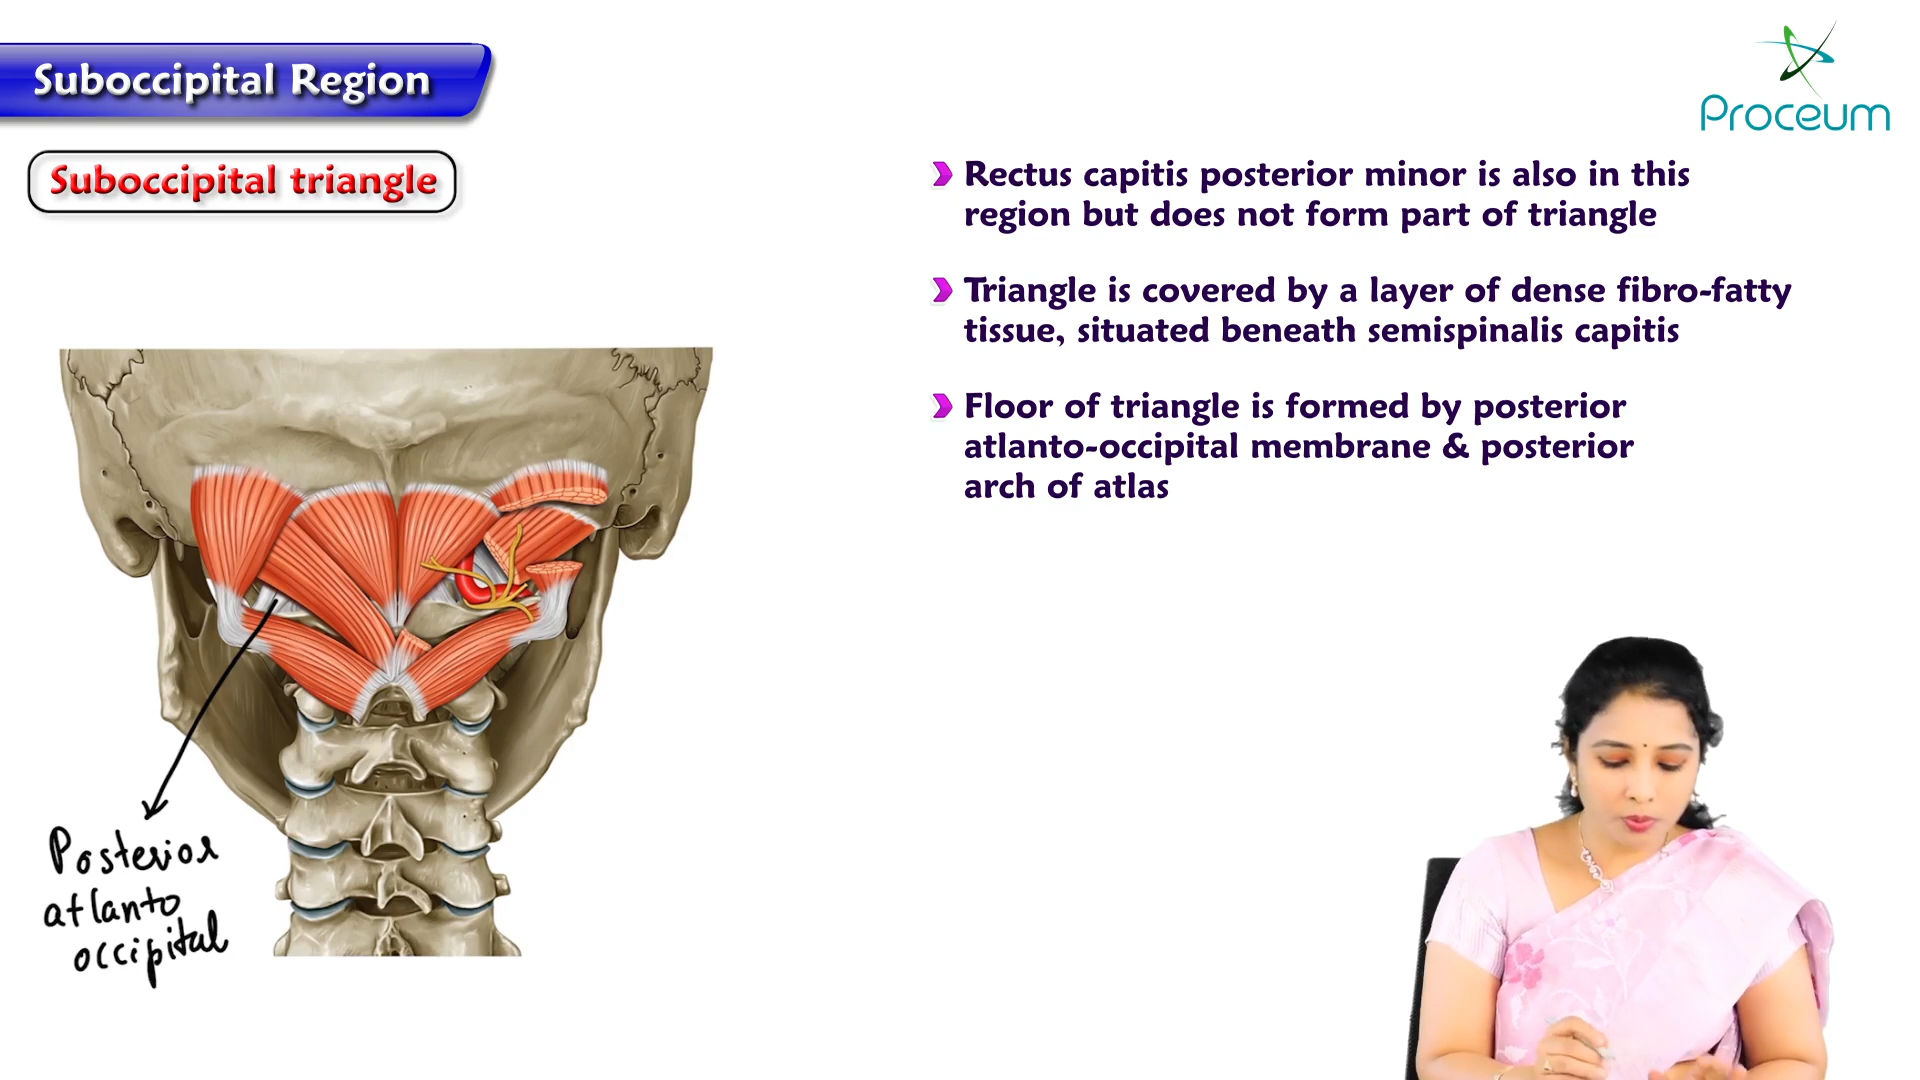 Suboccipital Region
Proceum
Suboccipital triangle
Rectus capitis posterior minor is also in this
region but does not form part of triangle
Triangle is covered by a layer of dense fibro-fatty
tissue, situated beneath semispinalis capitis
Floor of triangle is formed by posterior
atlanto-occipital membrane & posterior
arch of atlas
Posterior
atlanto
occipital